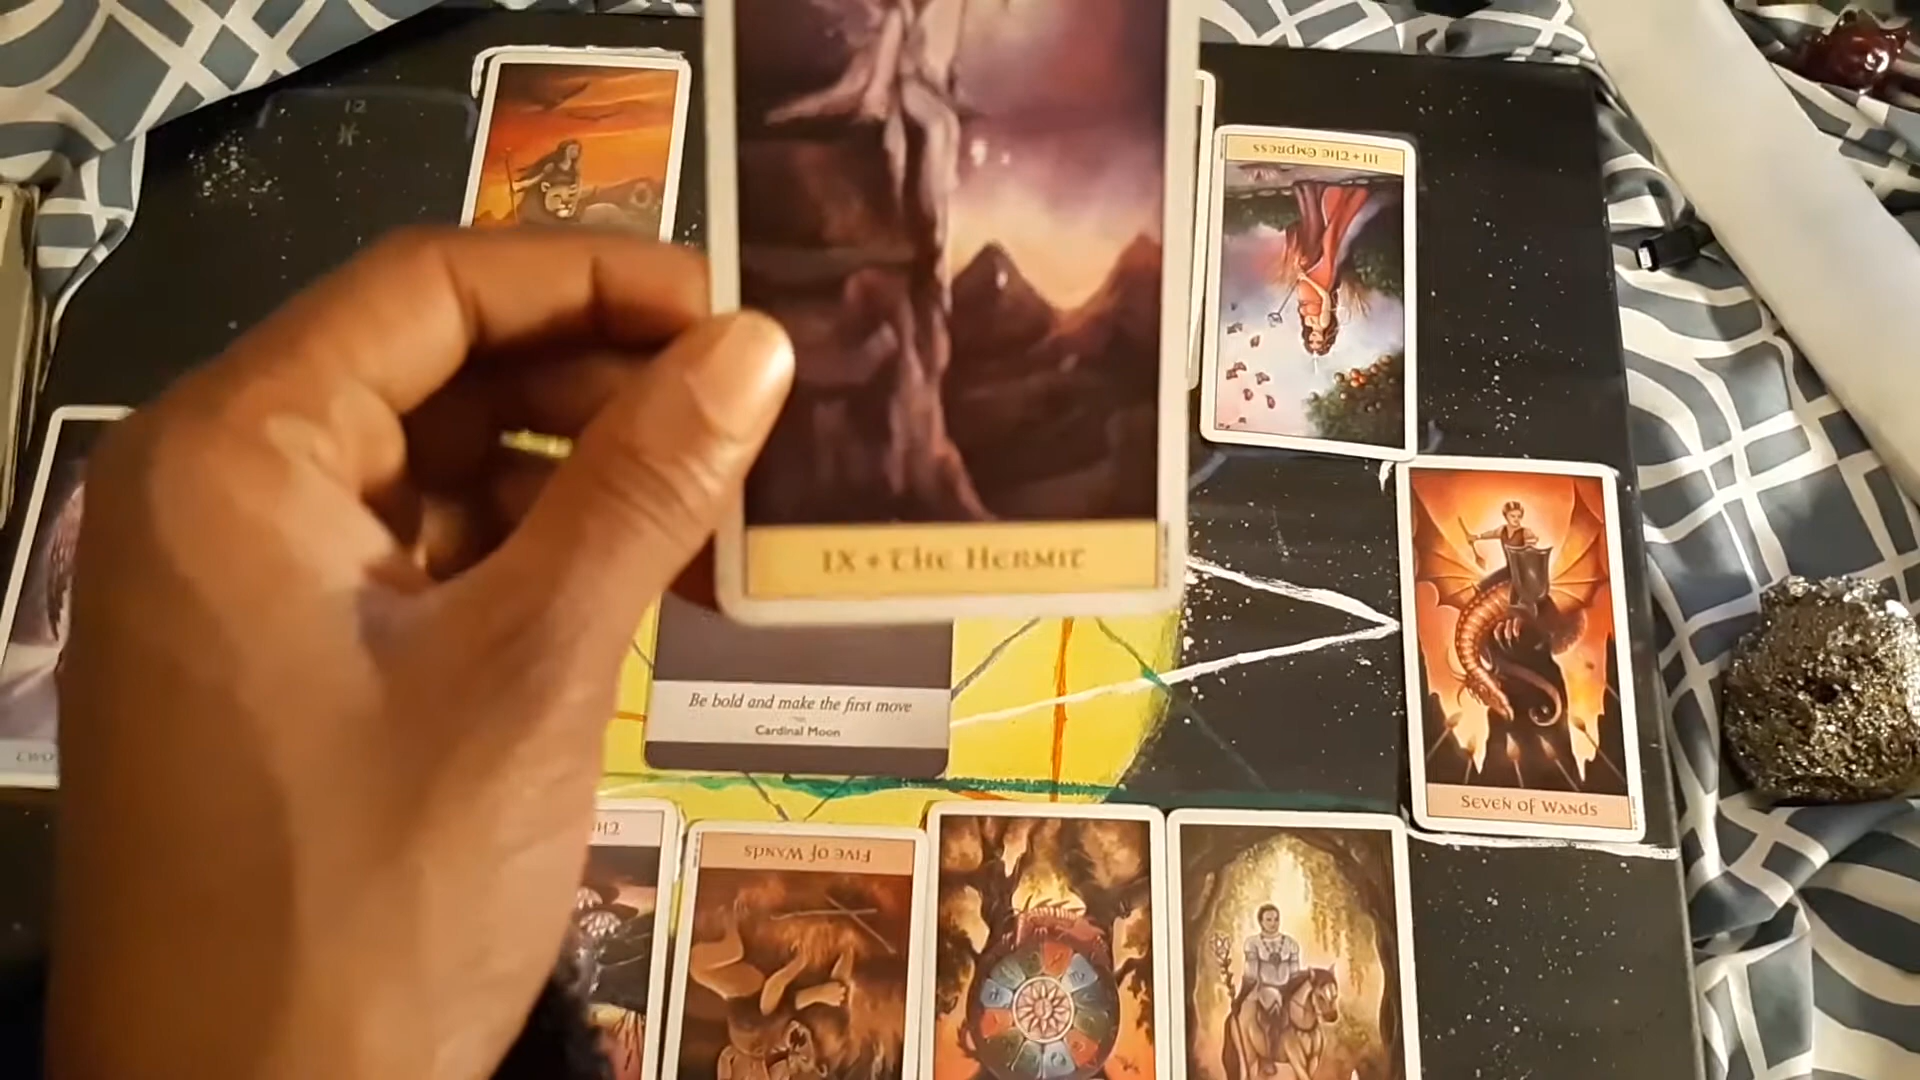 12
III + The Empress
IX + The Hermit
Be bold and make the first move
Cardinal Moon
Seven of Wands
Five of Wands